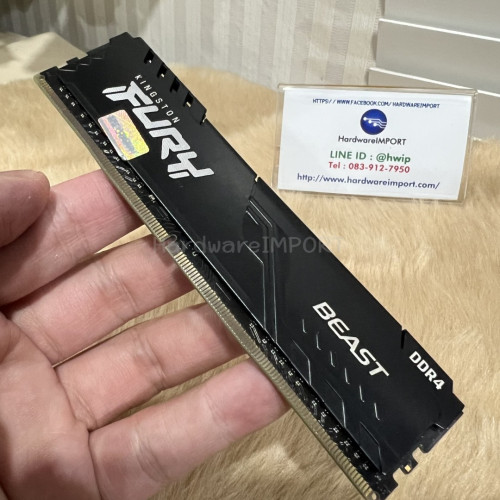 KINGSTON
FURY
BEAST
DDR4
HTTPS://WWW.FACEBOOK.COM/HARDWAREIMPORT
HardwareIMPORT
LINE ID : @hwip
Tel : 083-912-7950
https://www.hardwareimport.com/
HardwareIMPORT